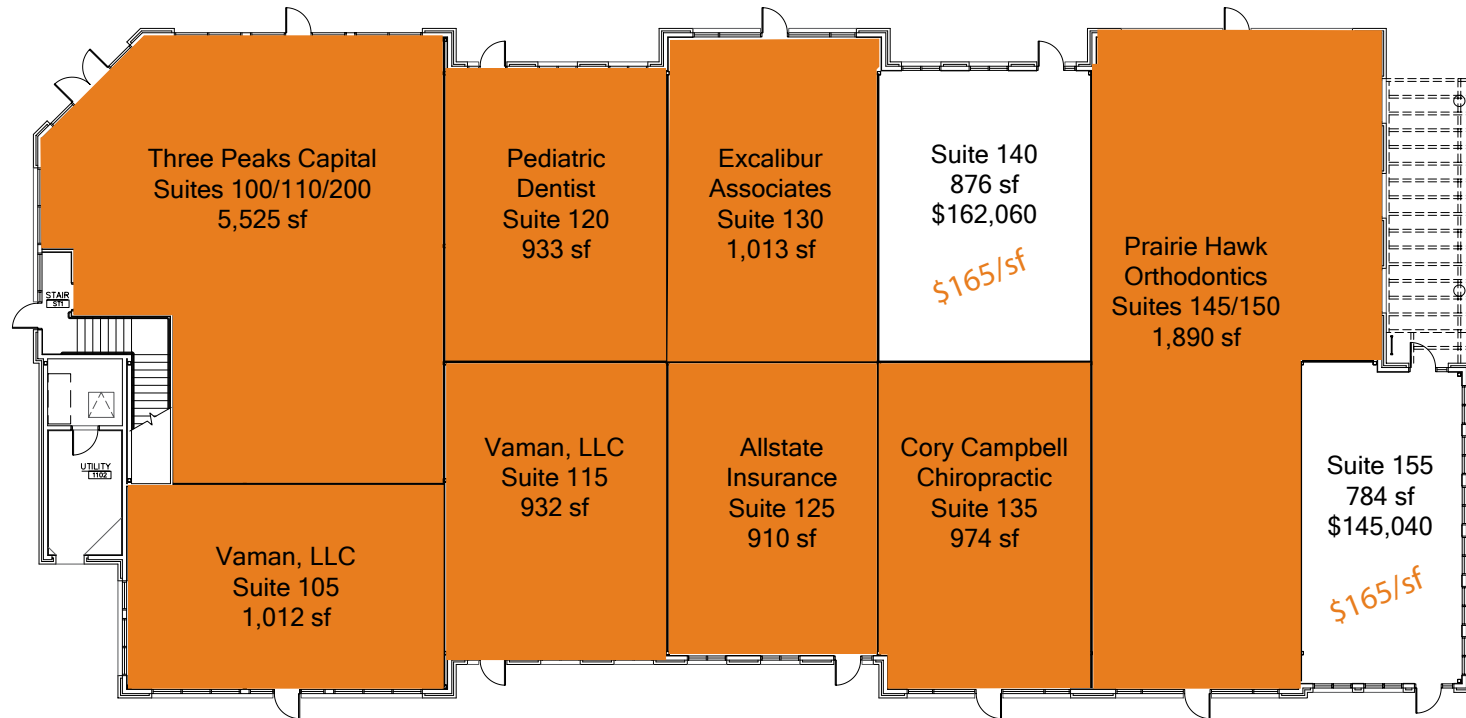 Three Peaks Capital
Suites 100/110/200
5,525 sf
Pediatric
Dentist
Suite 120
933 sf
Excalibur
Associates
Suite 130
1,013 sf
Suite 140
876 sf
$162,060
$165/sf
Prairie Hawk
Orthodontics
Suites 145/150
1,890 sf
STAIR
ST1
UTILITY
1102
Vaman, LLC
Suite 105
1,012 sf
Vaman, LLC
Suite 115
932 sf
Allstate
Insurance
Suite 125
910 sf
Cory Campbell
Chiropractic
Suite 135
974 sf
Suite 155
784 sf
$145,040
$165/sf